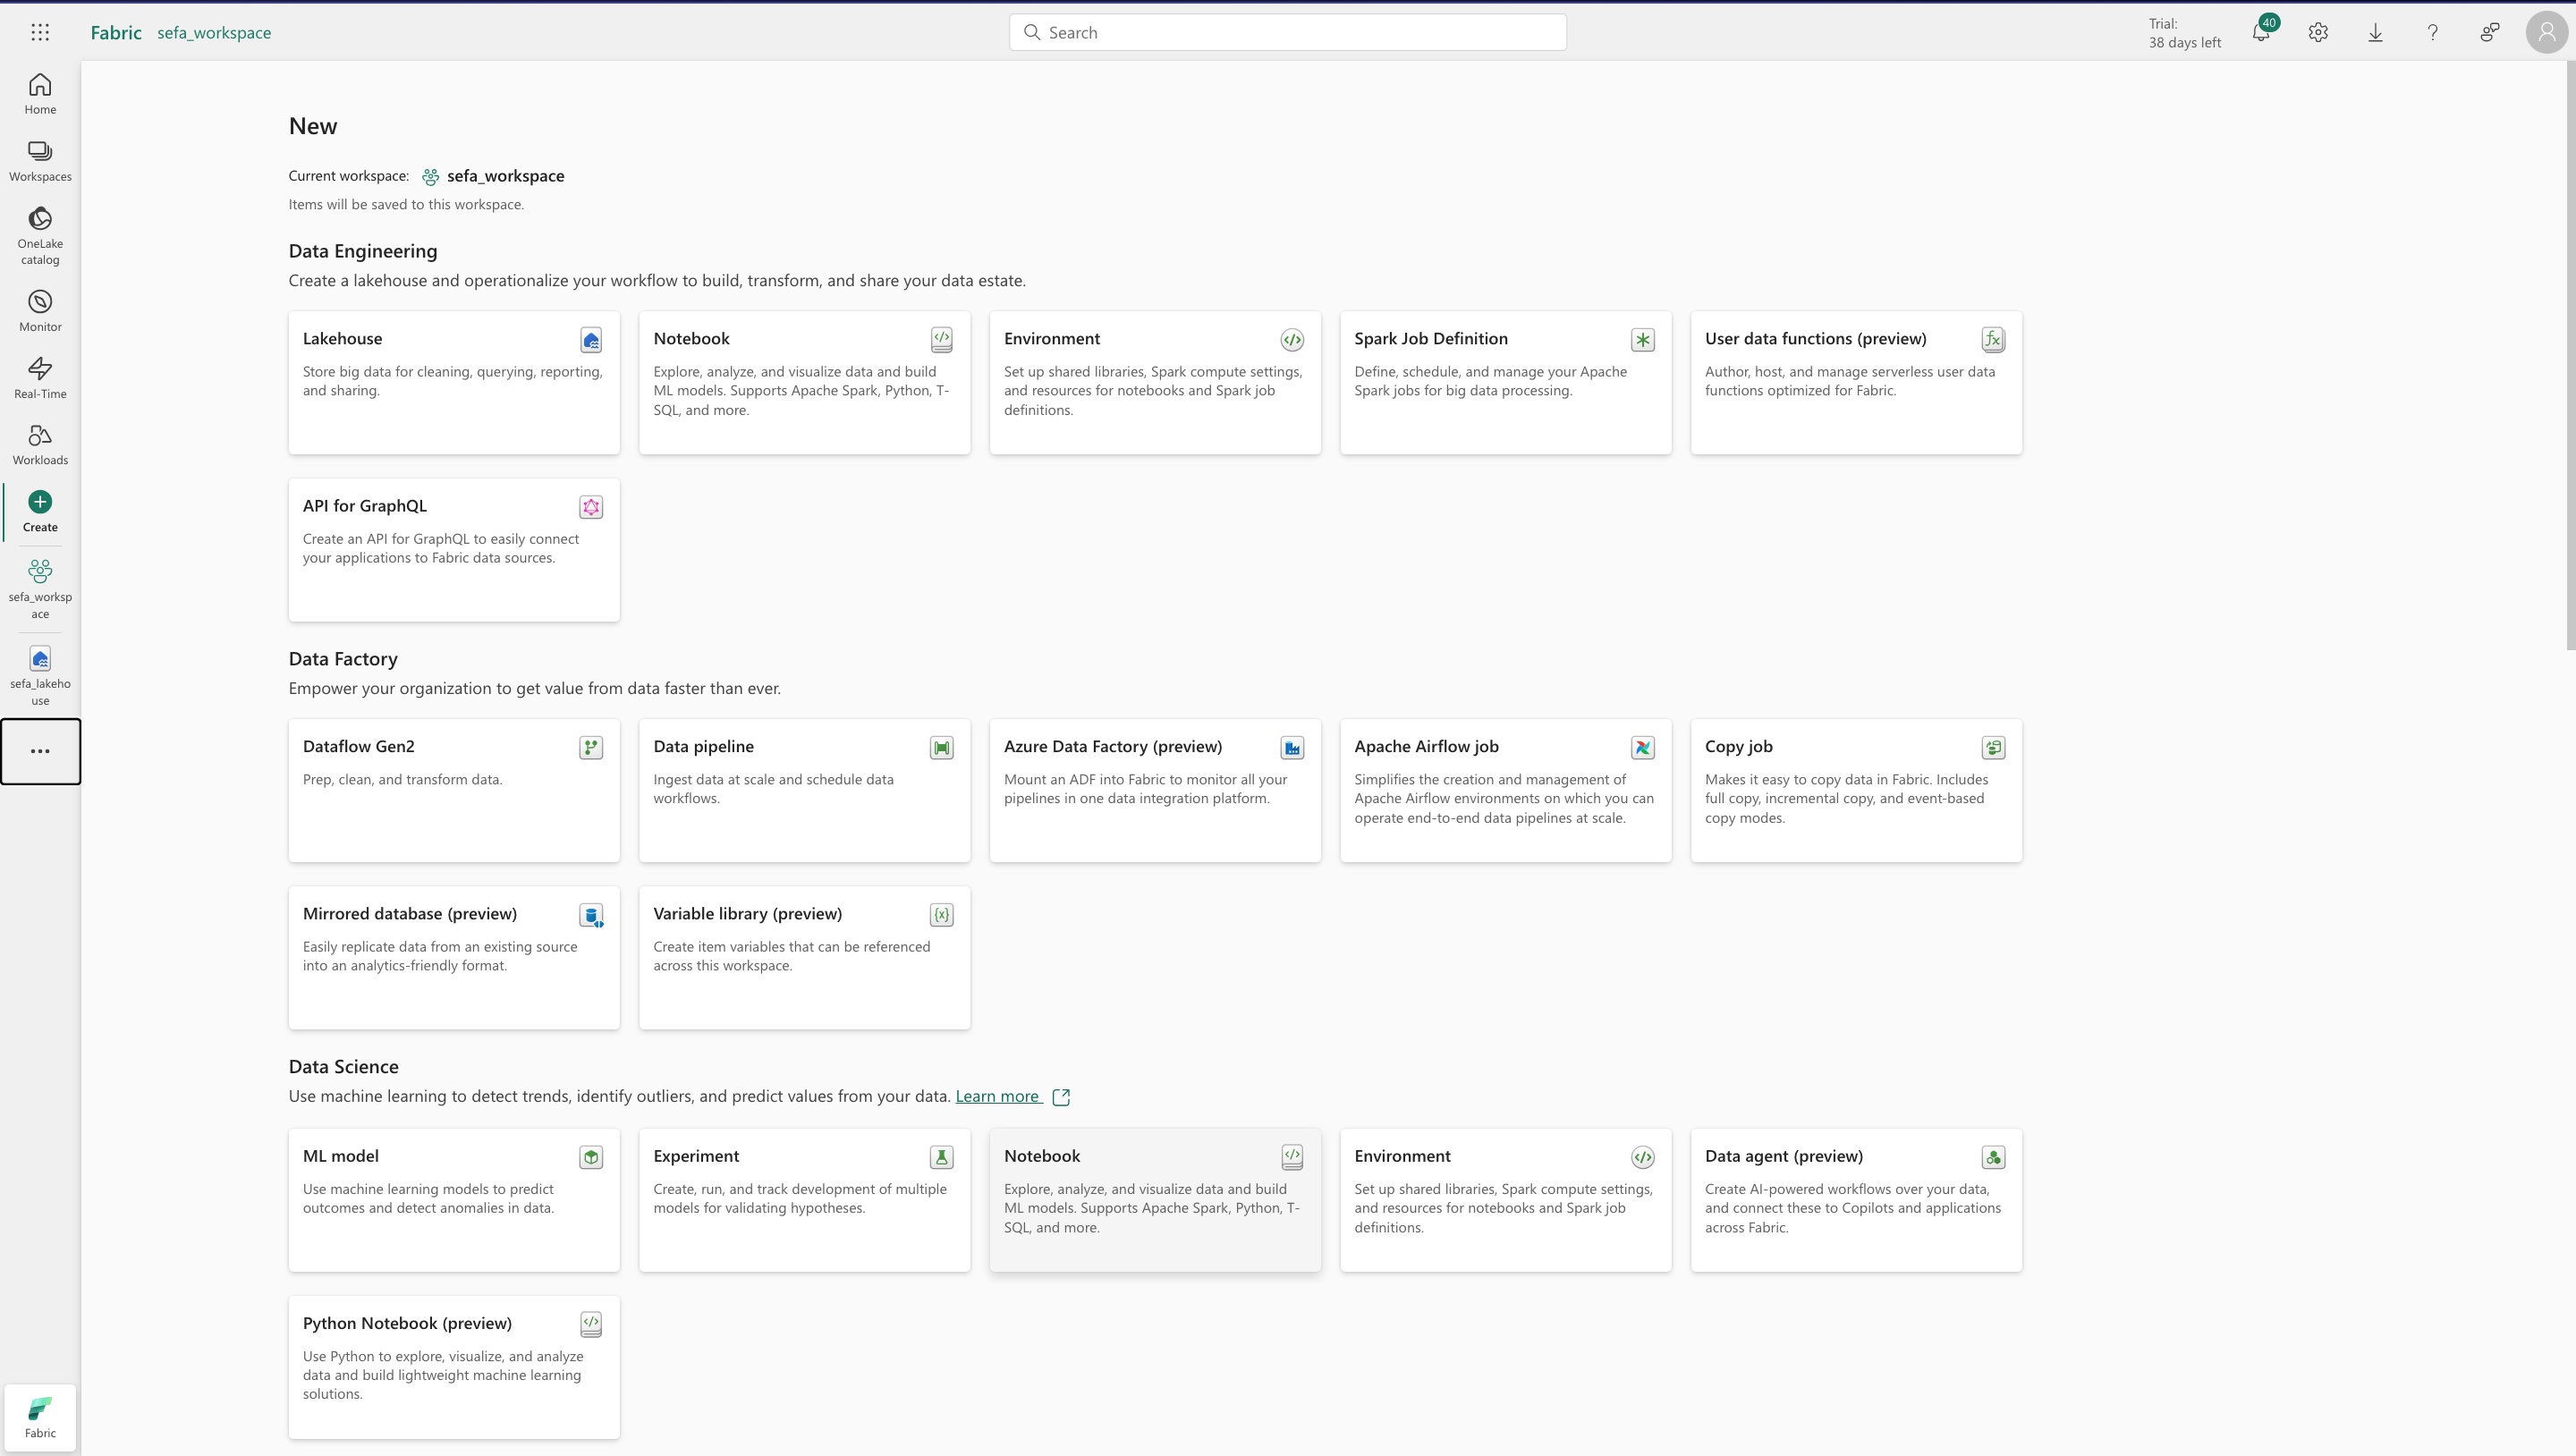 Fabric sefa_workspace
Search
Trial:
38 days left
40
Home
Workspaces
OneLake
catalog
Monitor
Real-Time
Workloads
Create
sefa_worksp
ace
sefa_lakeho
use
Fabric
New
Current workspace: sefa_workspace
Items will be saved to this workspace.
Data Engineering
Create a lakehouse and operationalize your workflow to build, transform, and share your data estate.
Lakehouse
Store big data for cleaning, querying, reporting,
and sharing.
Notebook
Explore, analyze, and visualize data and build
ML models. Supports Apache Spark, Python, T-
SQL, and more.
Environment
Set up shared libraries, Spark compute settings,
and resources for notebooks and Spark job
definitions.
Spark Job Definition
Define, schedule, and manage your Apache
Spark jobs for big data processing.
User data functions (preview)
Author, host, and manage serverless user data
functions optimized for Fabric.
API for GraphQL
Create an API for GraphQL to easily connect
your applications to Fabric data sources.
Data Factory
Empower your organization to get value from data faster than ever.
Dataflow Gen2
Prep, clean, and transform data.
Data pipeline
Ingest data at scale and schedule data
workflows.
Azure Data Factory (preview)
Mount an ADF into Fabric to monitor all your
pipelines in one data integration platform.
Apache Airflow job
Simplifies the creation and management of
Apache Airflow environments on which you can
operate end-to-end data pipelines at scale.
Copy job
Makes it easy to copy data in Fabric. Includes
full copy, incremental copy, and event-based
copy modes.
Mirrored database (preview)
Easily replicate data from an existing source
into an analytics-friendly format.
Variable library (preview)
Create item variables that can be referenced
across this workspace.
Data Science
Use machine learning to detect trends, identify outliers, and predict values from your data. Learn more
ML model
Use machine learning models to predict
outcomes and detect anomalies in data.
Experiment
Create, run, and track development of multiple
models for validating hypotheses.
Notebook
Explore, analyze, and visualize data and build
ML models. Supports Apache Spark, Python, T-
SQL, and more.
Environment
Set up shared libraries, Spark compute settings,
and resources for notebooks and Spark job
definitions.
Data agent (preview)
Create AI-powered workflows over your data,
and connect these to Copilots and applications
across Fabric.
Python Notebook (preview)
Use Python to explore, visualize, and analyze
data and build lightweight machine learning
solutions.